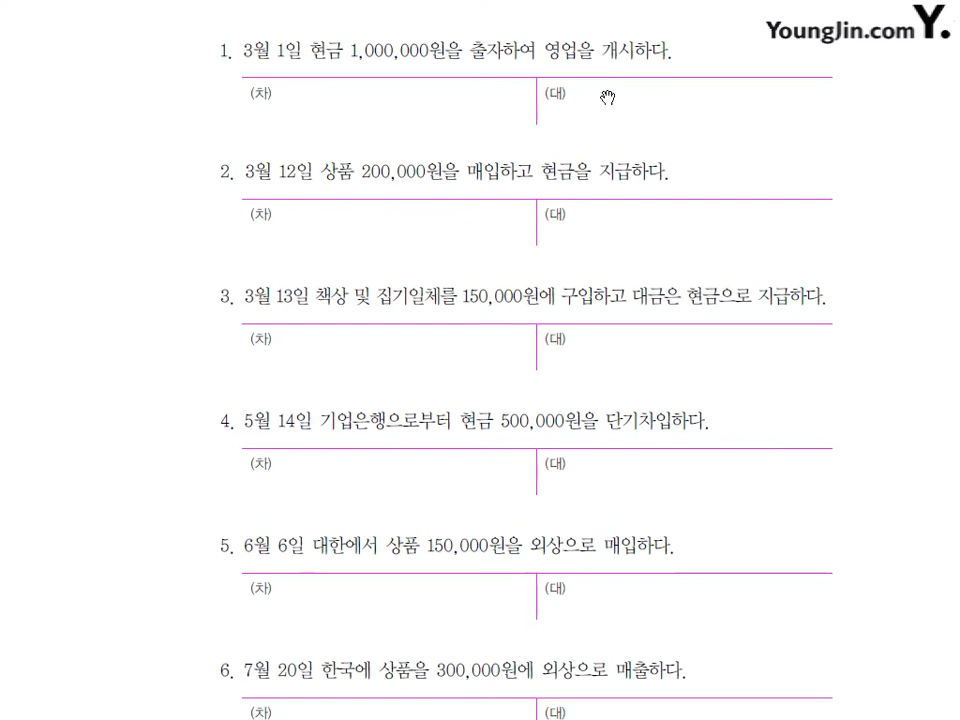 YoungJin.com Y.
1. 3월 1일 현금 1,000,000원을 출자하여 영업을 개시하다.
(차) (대)
2. 3월 12일 상품 200,000원을 매입하고 현금을 지급하다.
(차) (대)
3. 3월 13일 책상 및 집기일체를 150,000원에 구입하고 대금은 현금으로 지급하다.
(차) (대)
4. 5월 14일 기업은행으로부터 현금 500,000원을 단기차입하다.
(차) (대)
5. 6월 6일 대한에서 상품 150,000원을 외상으로 매입하다.
(차) (대)
6. 7월 20일 한국에 상품을 300,000원에 외상으로 매출하다.
(차) (대)